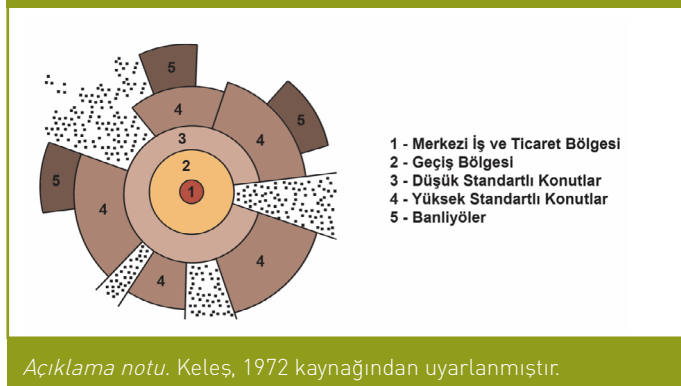 5
5
4
4
3
2
1
5
4
4
4
1 - Merkezi İş ve Ticaret Bölgesi
2 - Geçiş Bölgesi
3 - Düşük Standartlı Konutlar
4 - Yüksek Standartlı Konutlar
5 - Banliyöler
Açıklama notu. Keleş, 1972 kaynağından uyarlanmıştır.